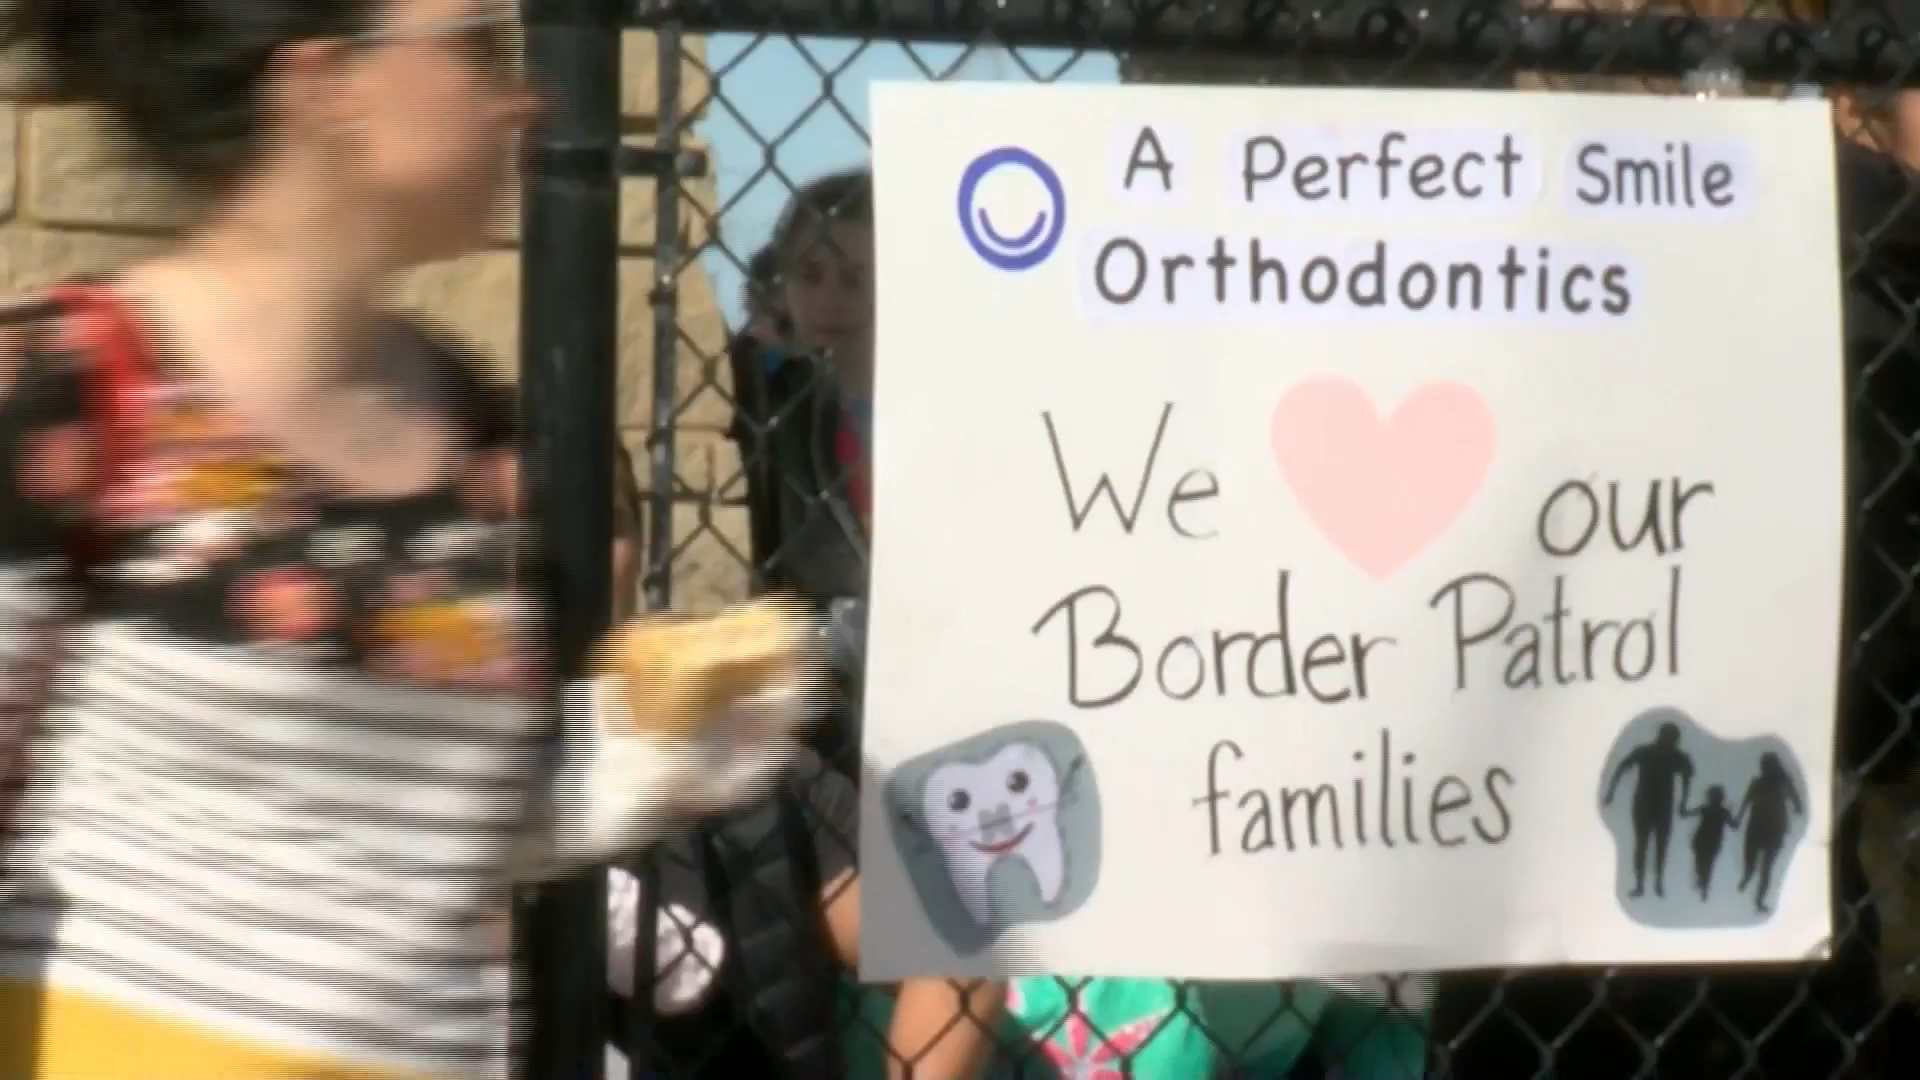 A Perfect Smile
Orthodontics
We our
Border Patrol
families